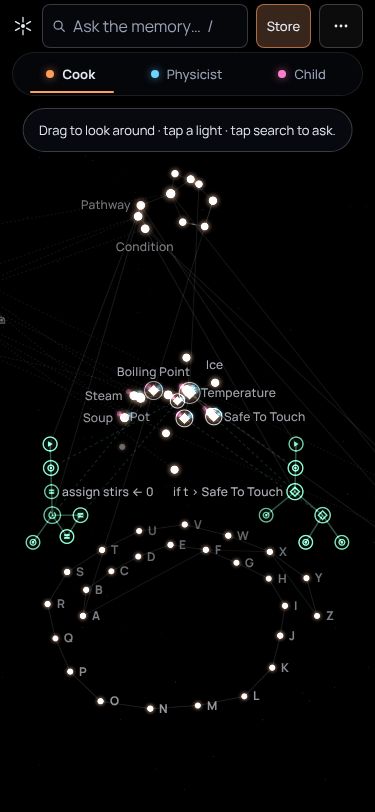 Ask the memory… /
Store
Cook
Physicist
Child
Drag to look around · tap a light · tap search to ask.
Pathway
Condition
Boiling Point
Ice
Steam
Temperature
Soup
Pot
Safe To Touch
assign stirs ← 0
if t > Safe To Touch
V
U
W
T
D
E
F
X
G
S
C
H
Y
B
R
A
I
Z
Q
J
P
K
O
N
M
L